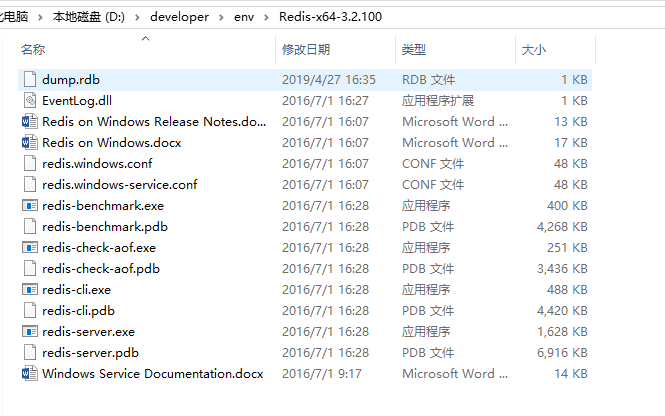 此电脑 › 本地磁盘 (D:) › developer › env › Redis-x64-3.2.100
名称 修改日期 类型 大小
dump.rdb 2019/4/27 16:35 RDB 文件 1 KB
EventLog.dll 2016/7/1 16:27 应用程序扩展 1 KB
Redis on Windows Release Notes.do... 2016/7/1 16:07 Microsoft Word ... 13 KB
Redis on Windows.docx 2016/7/1 16:07 Microsoft Word ... 17 KB
redis.windows.conf 2016/7/1 16:07 CONF 文件 48 KB
redis.windows-service.conf 2016/7/1 16:07 CONF 文件 48 KB
redis-benchmark.exe 2016/7/1 16:28 应用程序 400 KB
redis-benchmark.pdb 2016/7/1 16:28 PDB 文件 4,268 KB
redis-check-aof.exe 2016/7/1 16:28 应用程序 251 KB
redis-check-aof.pdb 2016/7/1 16:28 PDB 文件 3,436 KB
redis-cli.exe 2016/7/1 16:28 应用程序 488 KB
redis-cli.pdb 2016/7/1 16:28 PDB 文件 4,420 KB
redis-server.exe 2016/7/1 16:28 应用程序 1,628 KB
redis-server.pdb 2016/7/1 16:28 PDB 文件 6,916 KB
Windows Service Documentation.docx 2016/7/1 9:17 Microsoft Word ... 14 KB